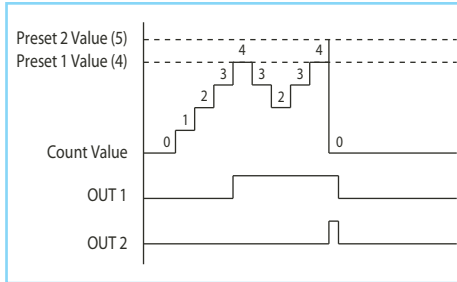 Preset 2 Value (5)
Preset 1 Value (4)
4
4
3
3
3
2
2
1
0
0
Count Value
OUT 1
OUT 2